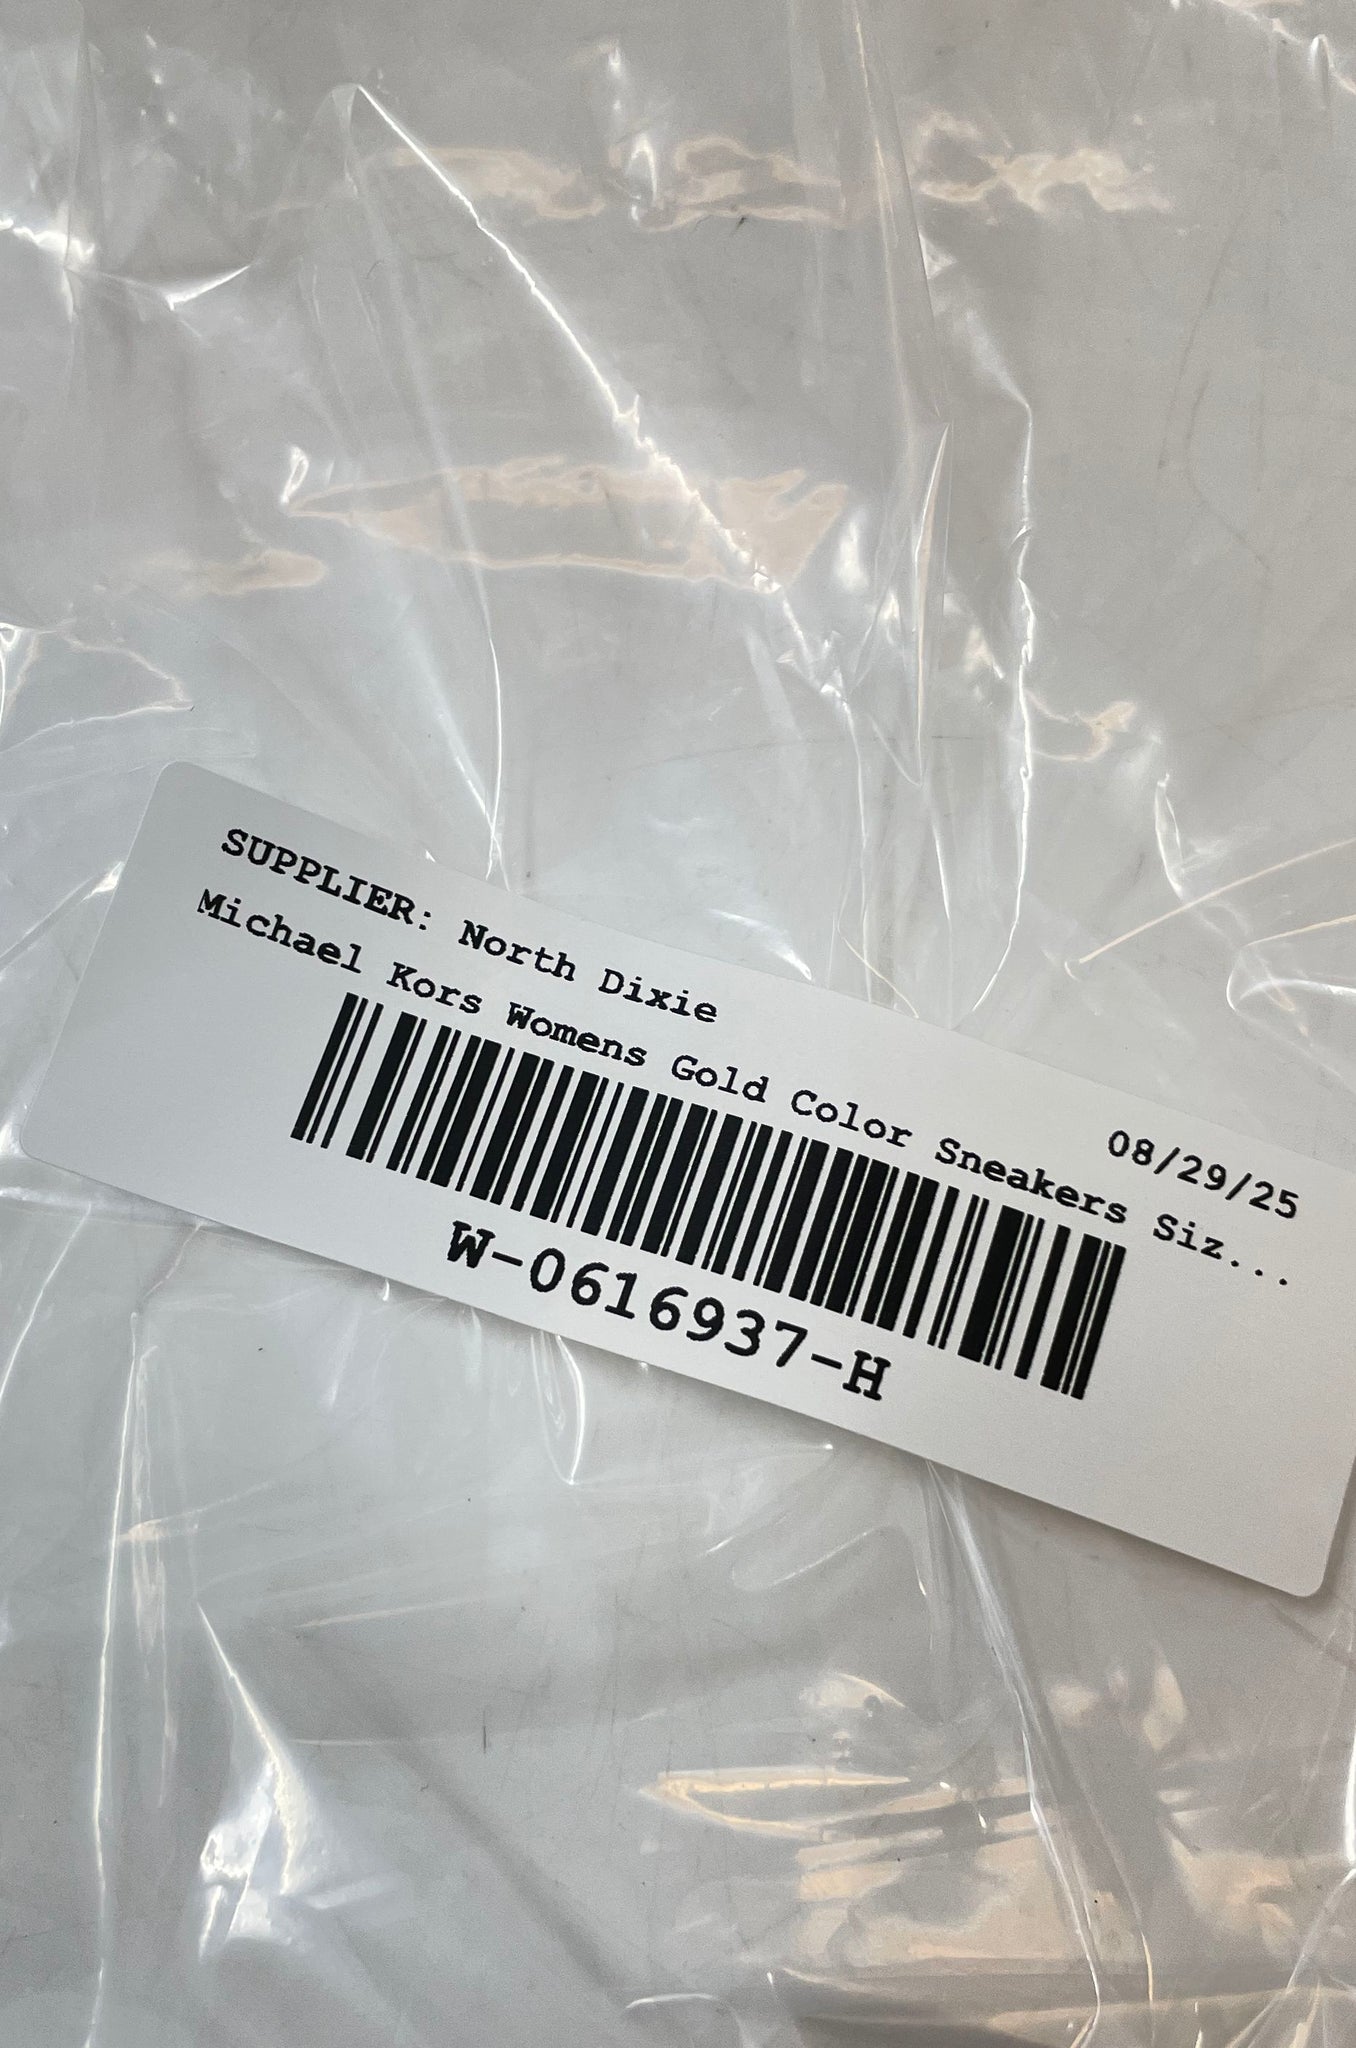 SUPPLIER: North Dixie
08/29/25
Michael Kors Womens Gold Color Sneakers Siz...
W-0616937-H